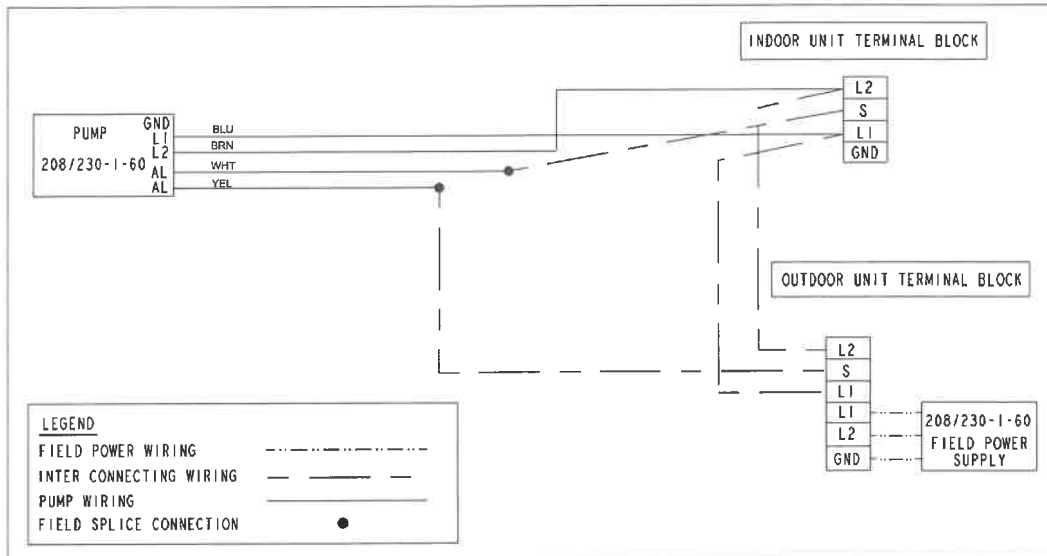 INDOOR UNIT TERMINAL BLOCK
L2
S
L1
GND
PUMP
208/230-1-60
GND
L1
L2
AL
AL
BLU
BRN
WHT
YEL
OUTDOOR UNIT TERMINAL BLOCK
L2
S
L1
L1
L2
GND
208/230-1-60
FIELD POWER
SUPPLY
LEGEND
FIELD POWER WIRING
INTER CONNECTING WIRING
PUMP WIRING
FIELD SPLICE CONNECTION